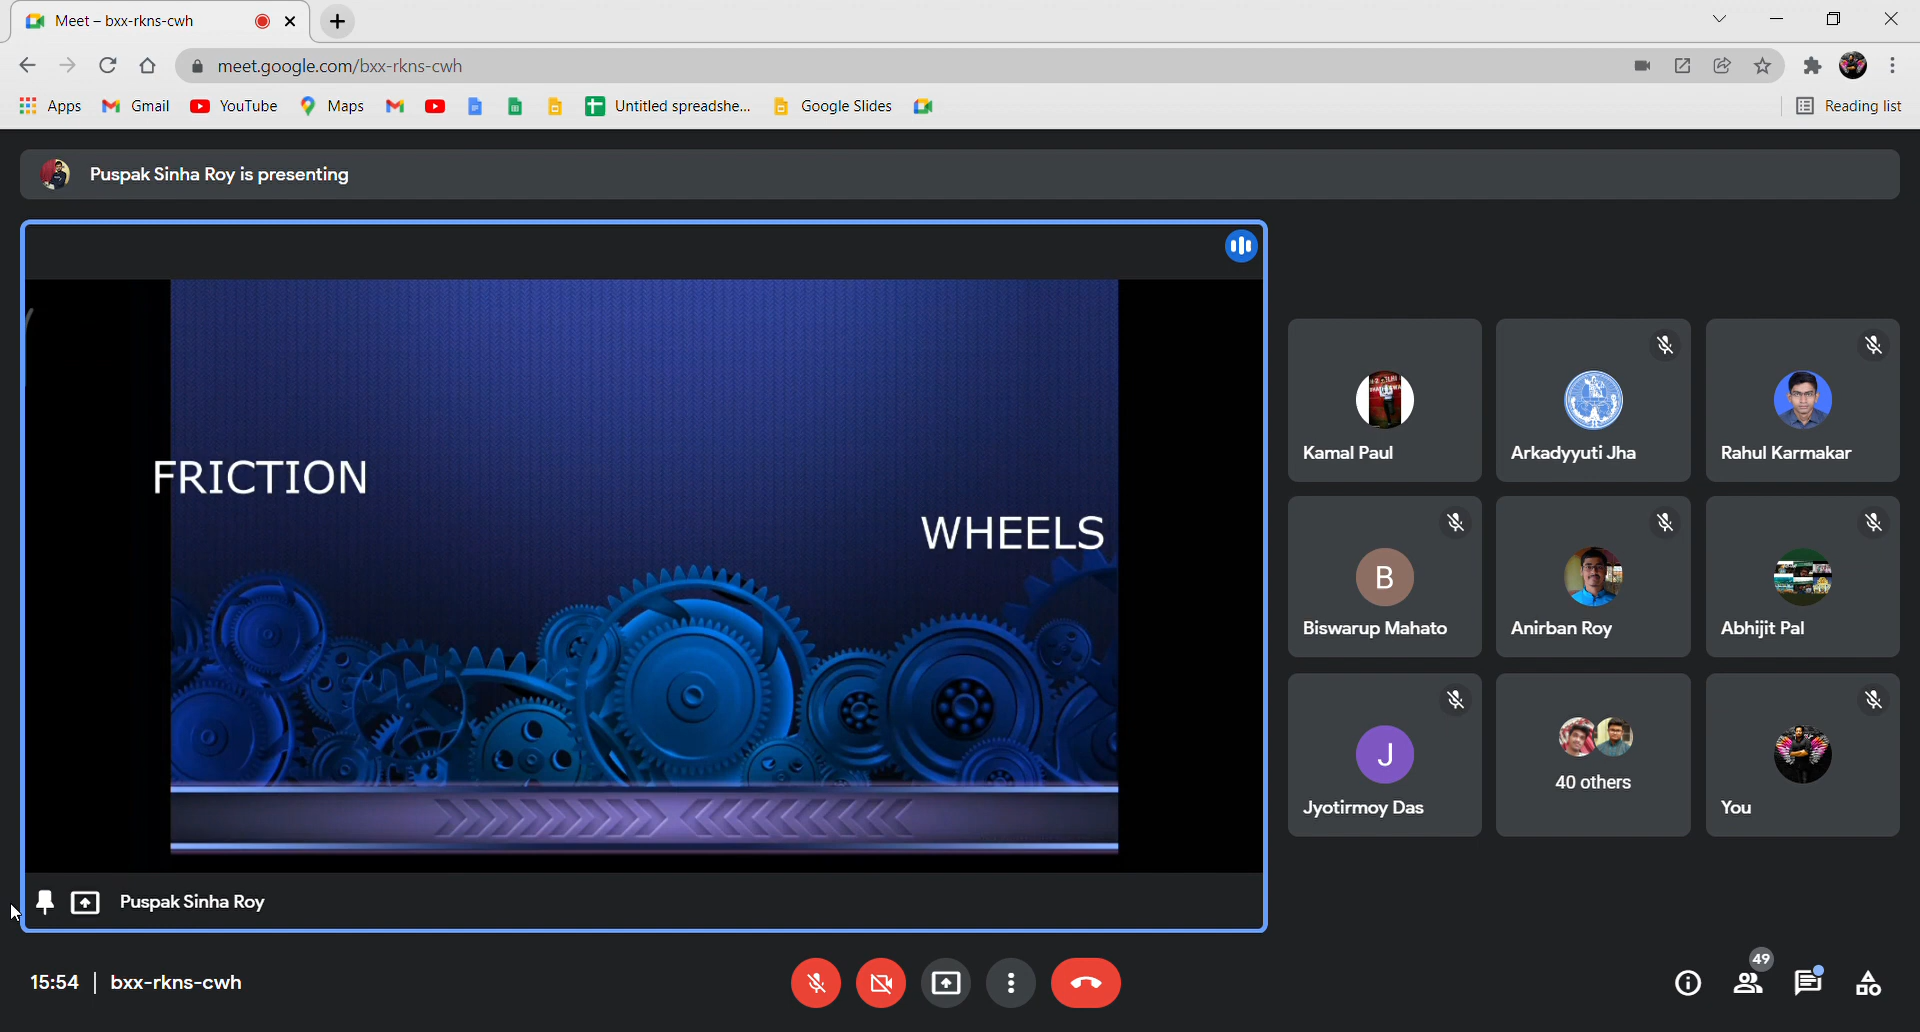 Meet – bxx-rkns-cwh
meet.google.com/bxx-rkns-cwh
Apps Gmail YouTube Maps Untitled spreadshe... Google Slides Reading list
Puspak Sinha Roy is presenting
FRICTION
WHEELS
Kamal Paul
Arkadyyuti Jha
Rahul Karmakar
B
Biswarup Mahato
Anirban Roy
Abhijit Pal
J
Jyotirmoy Das
40 others
You
Puspak Sinha Roy
15:54 | bxx-rkns-cwh
49